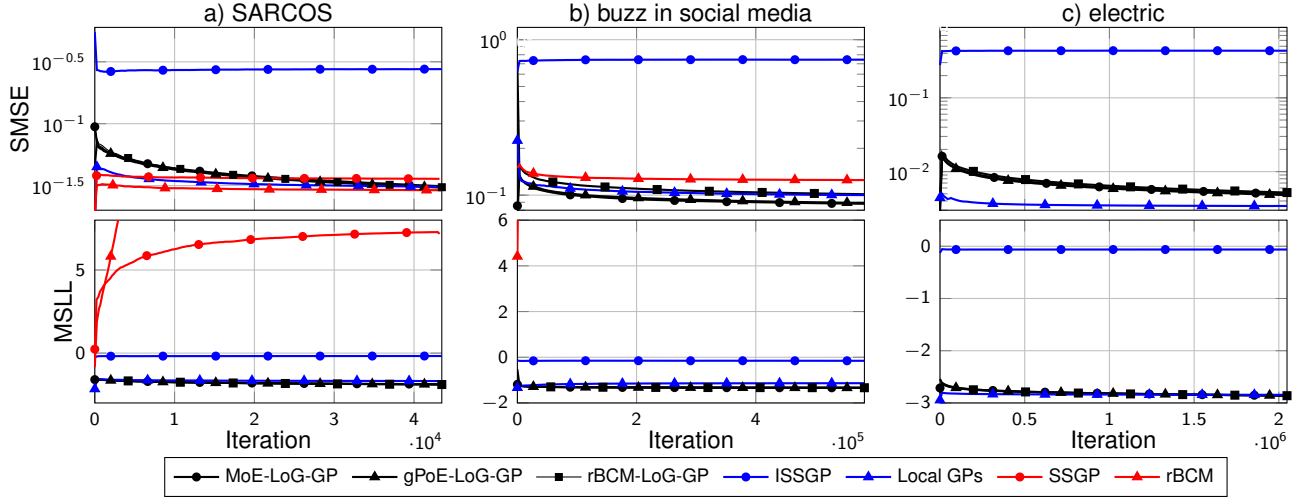 a) SARCOS
b) buzz in social media
c) electric
SMSE
10^−0.5
10^−1
10^−1.5
10^0
10^−1
10^−1
10^−2
MSLL
5
0
6
4
2
0
−2
0
−1
−2
−3
0 1 2 3 4
0 2 4
0 0.5 1 1.5 2
Iteration ·10^4
Iteration ·10^5
Iteration ·10^6
MoE-LoG-GP gPoE-LoG-GP rBCM-LoG-GP ISSGP Local GPs SSGP rBCM